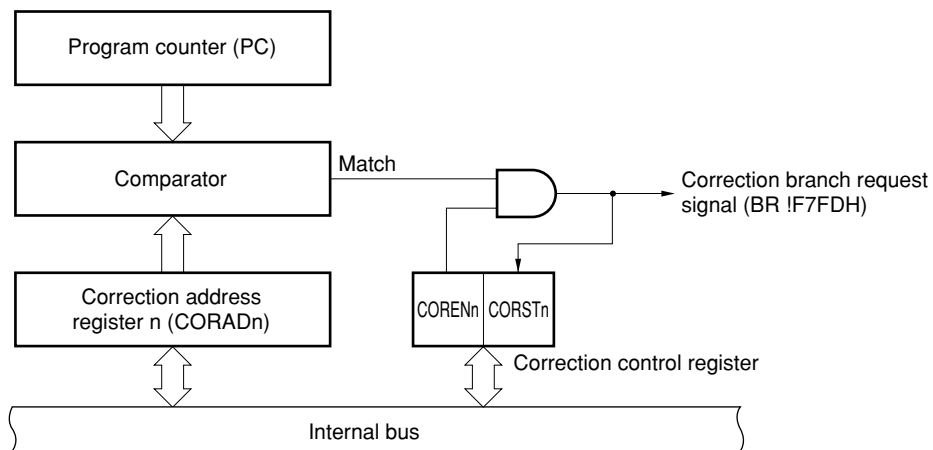 Program counter (PC)
Comparator
Match
Correction branch request
signal (BR !F7FDH)
Correction address
register n (CORADn)
CORENn
CORSTn
Correction control register
Internal bus